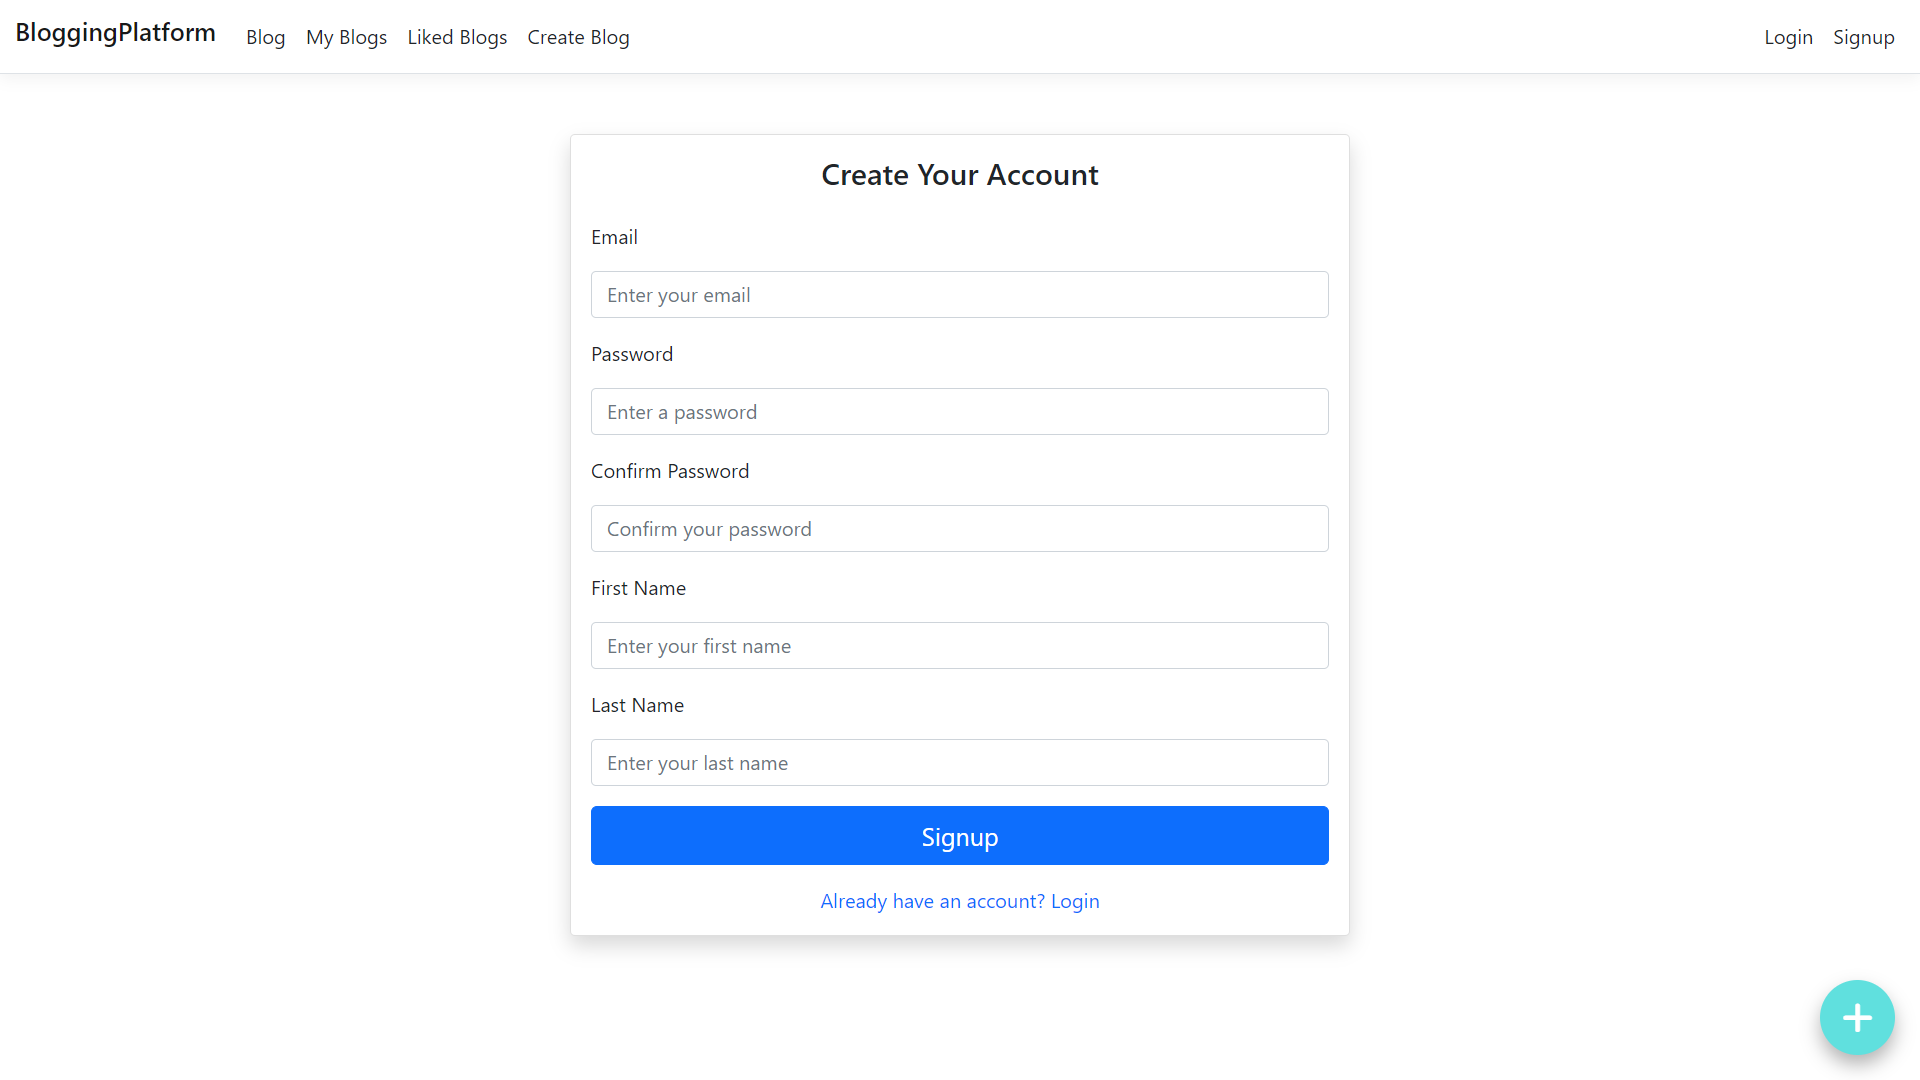 BloggingPlatform Blog My Blogs Liked Blogs Create Blog Login Signup
Create Your Account
Email
Enter your email
Password
Enter a password
Confirm Password
Confirm your password
First Name
Enter your first name
Last Name
Enter your last name
Signup
Already have an account? Login